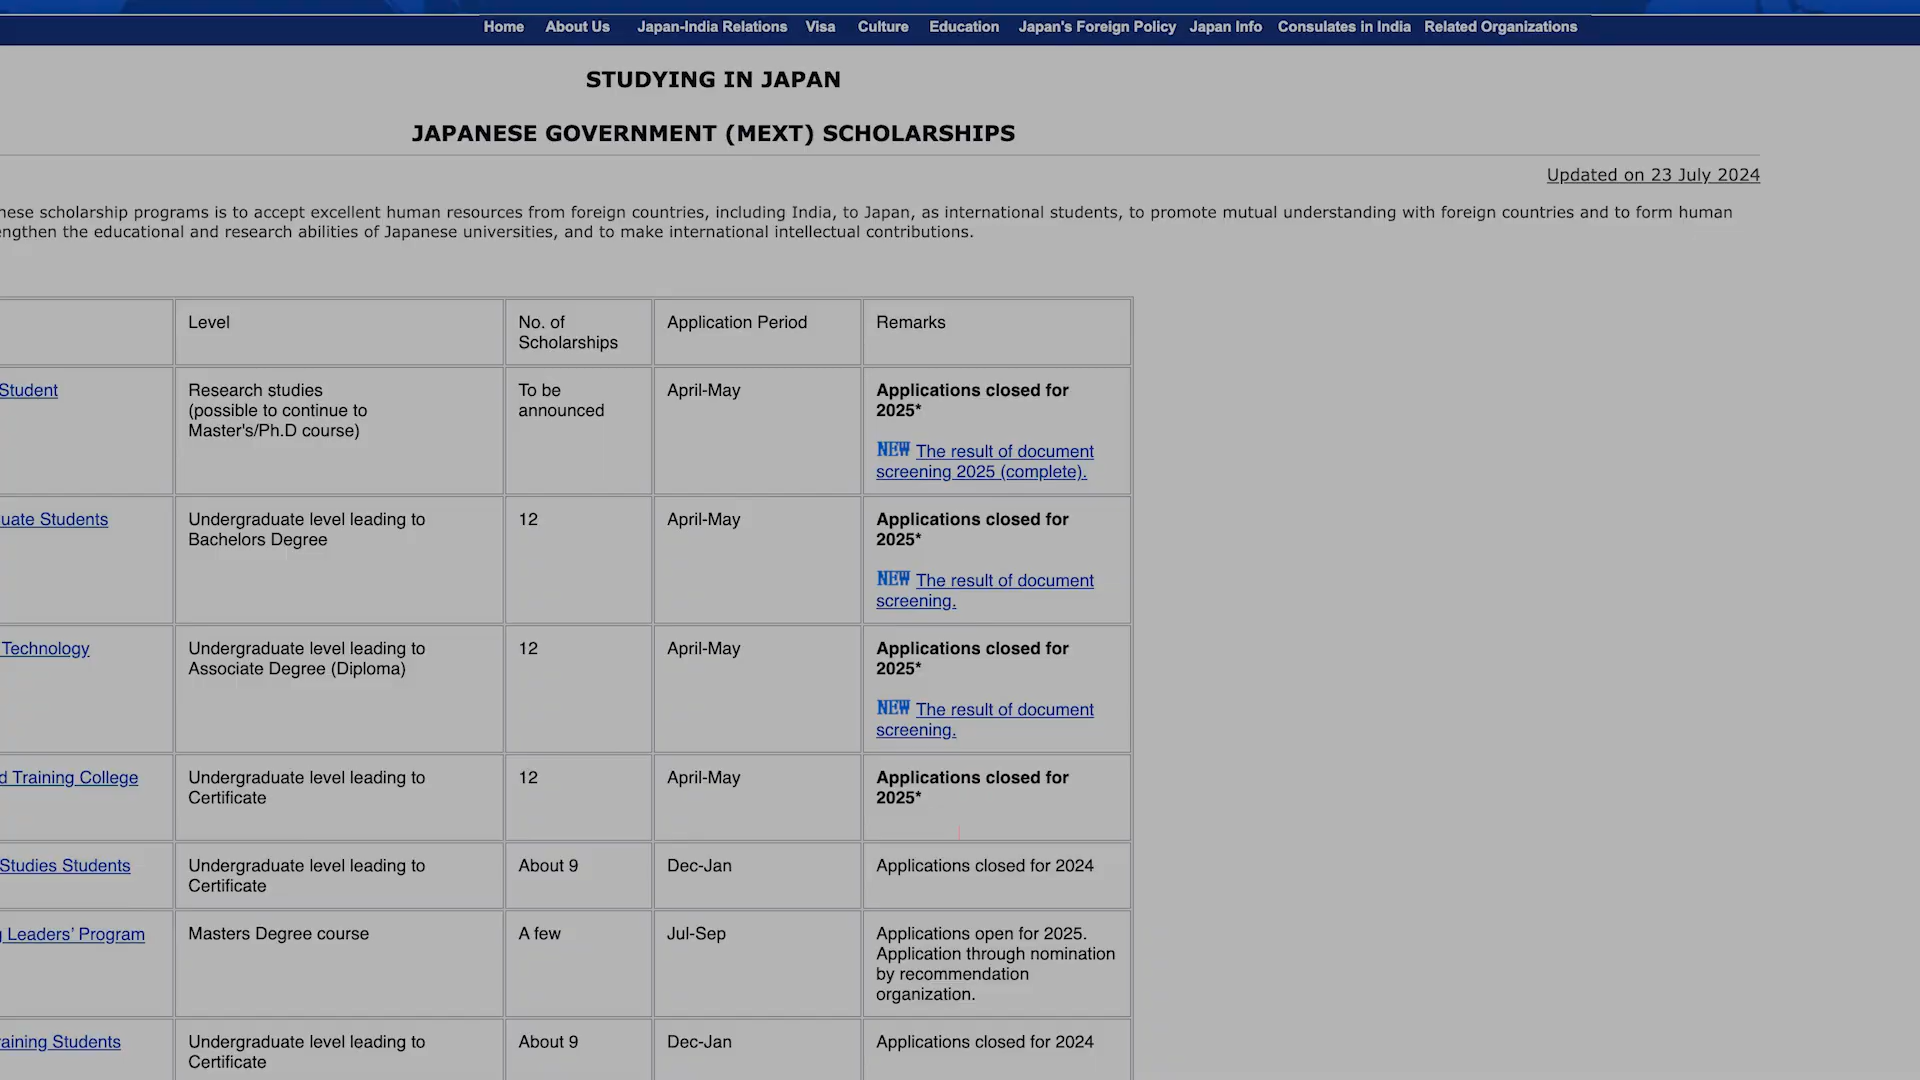 Home About Us Japan-India Relations Visa Culture Education Japan's Foreign Policy Japan Info Consulates in India Related Organizations
STUDYING IN JAPAN
JAPANESE GOVERNMENT (MEXT) SCHOLARSHIPS
Updated on 23 July 2024
scholarship programs is to accept excellent human resources from foreign countries, including India, to Japan, as international students, to promote mutual understanding with foreign countries and to form human
the educational and research abilities of Japanese universities, and to make international intellectual contributions.
Level
No. of
Scholarships
Application Period
Remarks
Student
Research studies
(possible to continue to
Master's/Ph.D course)
To be
announced
April-May
Applications closed for
2025*
NEW The result of document
screening 2025 (complete).
Students
Undergraduate level leading to
Bachelors Degree
12
April-May
Applications closed for
2025*
NEW The result of document
screening.
Technology
Undergraduate level leading to
Associate Degree (Diploma)
12
April-May
Applications closed for
2025*
NEW The result of document
screening.
Training College
Undergraduate level leading to
Certificate
12
April-May
Applications closed for
2025*
Studies Students
Undergraduate level leading to
Certificate
About 9
Dec-Jan
Applications closed for 2024
Leaders' Program
Masters Degree course
A few
Jul-Sep
Applications open for 2025.
Application through nomination
by recommendation
organization.
Students
Undergraduate level leading to
Certificate
About 9
Dec-Jan
Applications closed for 2024